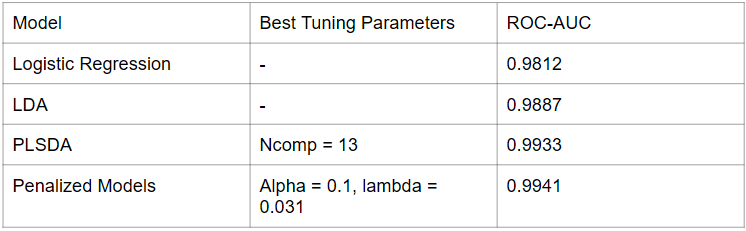 Model Best Tuning Parameters ROC-AUC
Logistic Regression - 0.9812
LDA - 0.9887
PLSDA Ncomp = 13 0.9933
Penalized Models Alpha = 0.1, lambda = 0.9941
0.031